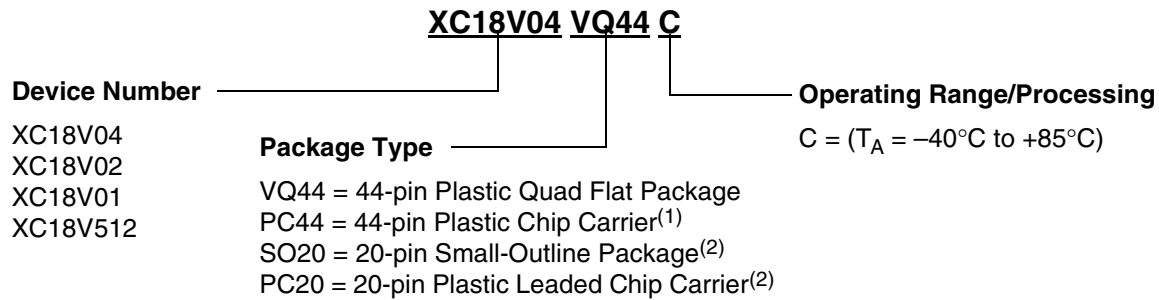 XC18V04 VQ44 C
Device Number
XC18V04
XC18V02
XC18V01
XC18V512
Package Type
VQ44 = 44-pin Plastic Quad Flat Package
PC44 = 44-pin Plastic Chip Carrier(1)
SO20 = 20-pin Small-Outline Package(2)
PC20 = 20-pin Plastic Leaded Chip Carrier(2)
Operating Range/Processing
C = (TA = –40°C to +85°C)